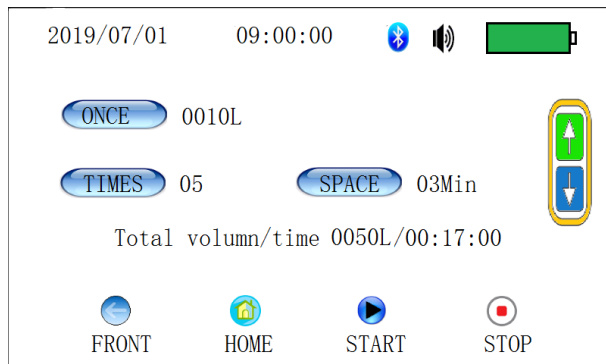 2019/07/01 09:00:00
ONCE 0010L
TIMES 05 SPACE 03Min
Total volumn/time 0050L/00:17:00
FRONT HOME START STOP